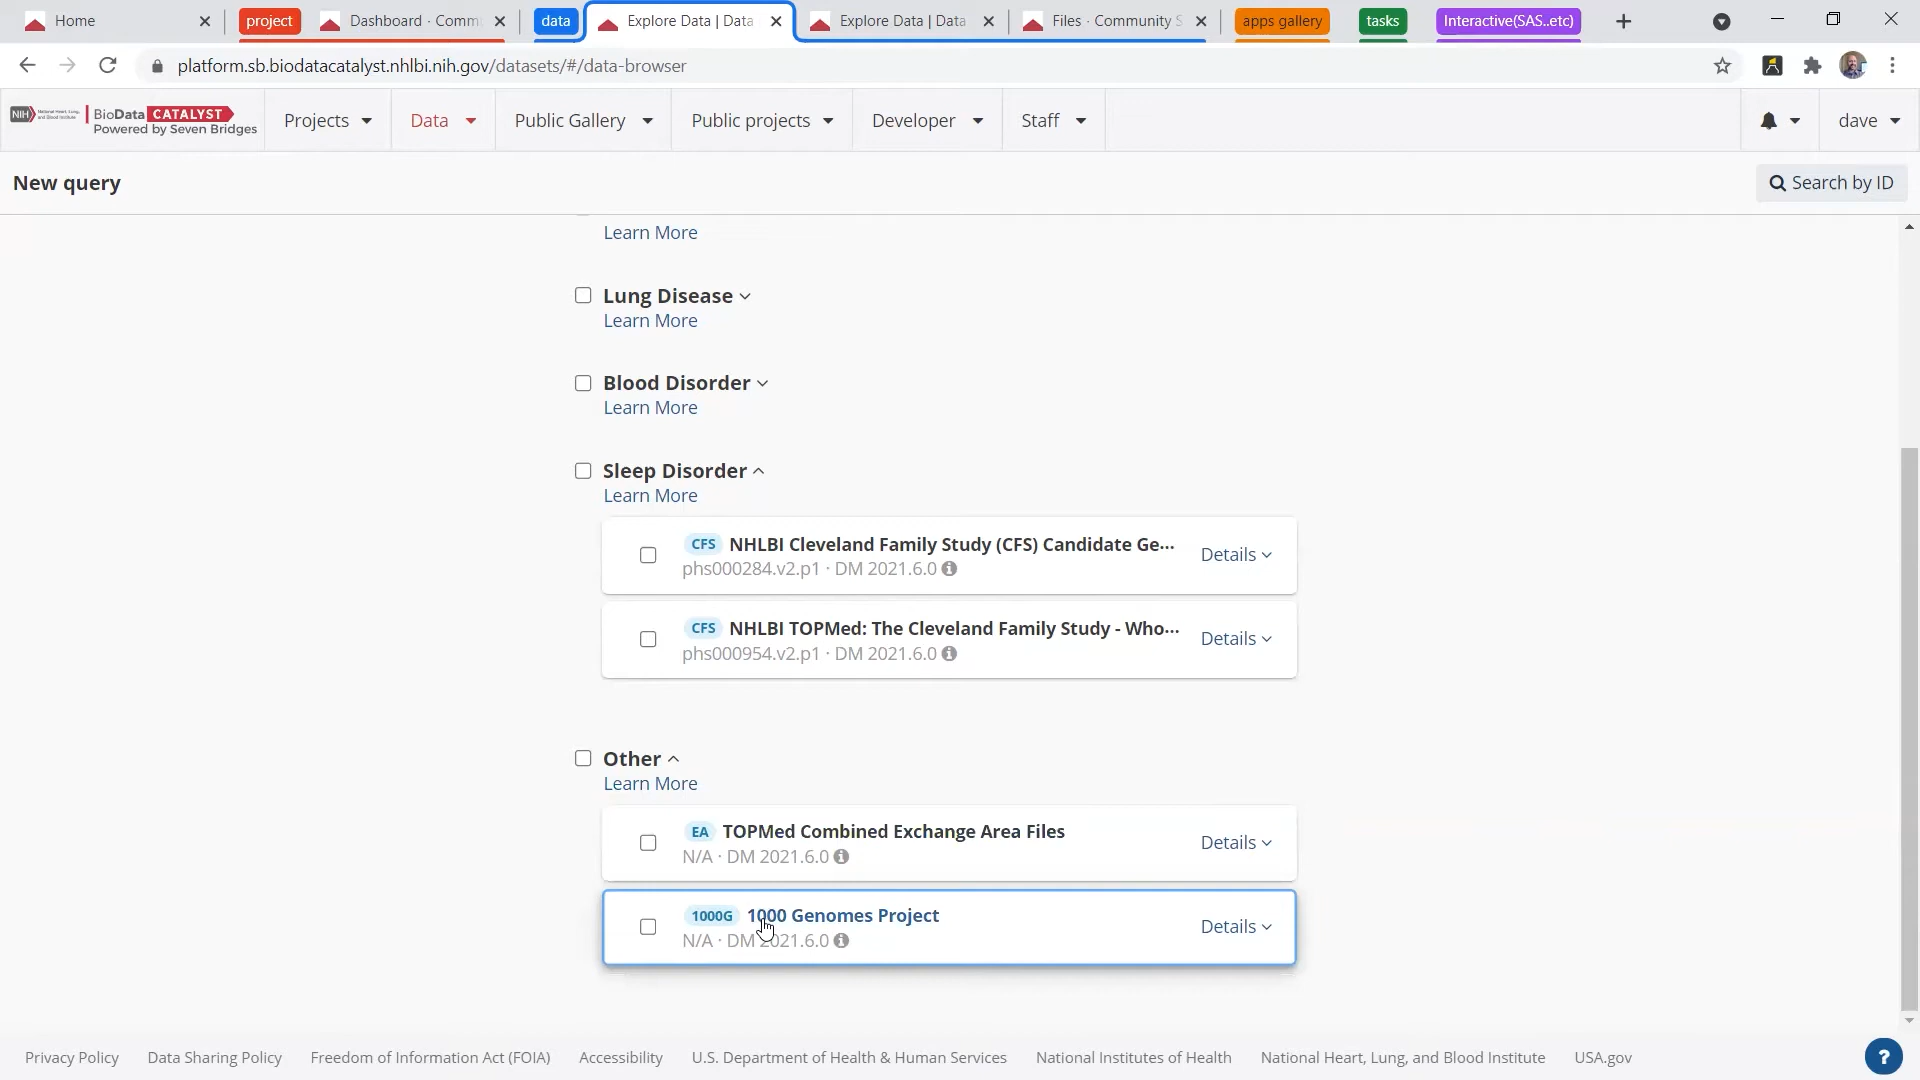 Home
project
Dashboard · Comm
data
Explore Data | Data
Explore Data | Data
Files · Community S
apps gallery
tasks
Interactive(SAS..etc)
platform.sb.biodatacatalyst.nhlbi.nih.gov/datasets/#/data-browser
NIH
BioData CATALYST
Powered by Seven Bridges
Projects
Data
Public Gallery
Public projects
Developer
Staff
dave
New query
Search by ID
Learn More
Lung Disease
Learn More
Blood Disorder
Learn More
Sleep Disorder
Learn More
CFS NHLBI Cleveland Family Study (CFS) Candidate Ge...
phs000284.v2.p1 · DM 2021.6.0
Details
CFS NHLBI TOPMed: The Cleveland Family Study - Who...
phs000954.v2.p1 · DM 2021.6.0
Details
Other
Learn More
EA TOPMed Combined Exchange Area Files
N/A · DM 2021.6.0
Details
1000G 1000 Genomes Project
N/A · DM 2021.6.0
Details
Privacy Policy
Data Sharing Policy
Freedom of Information Act (FOIA)
Accessibility
U.S. Department of Health & Human Services
National Institutes of Health
National Heart, Lung, and Blood Institute
USA.gov
?